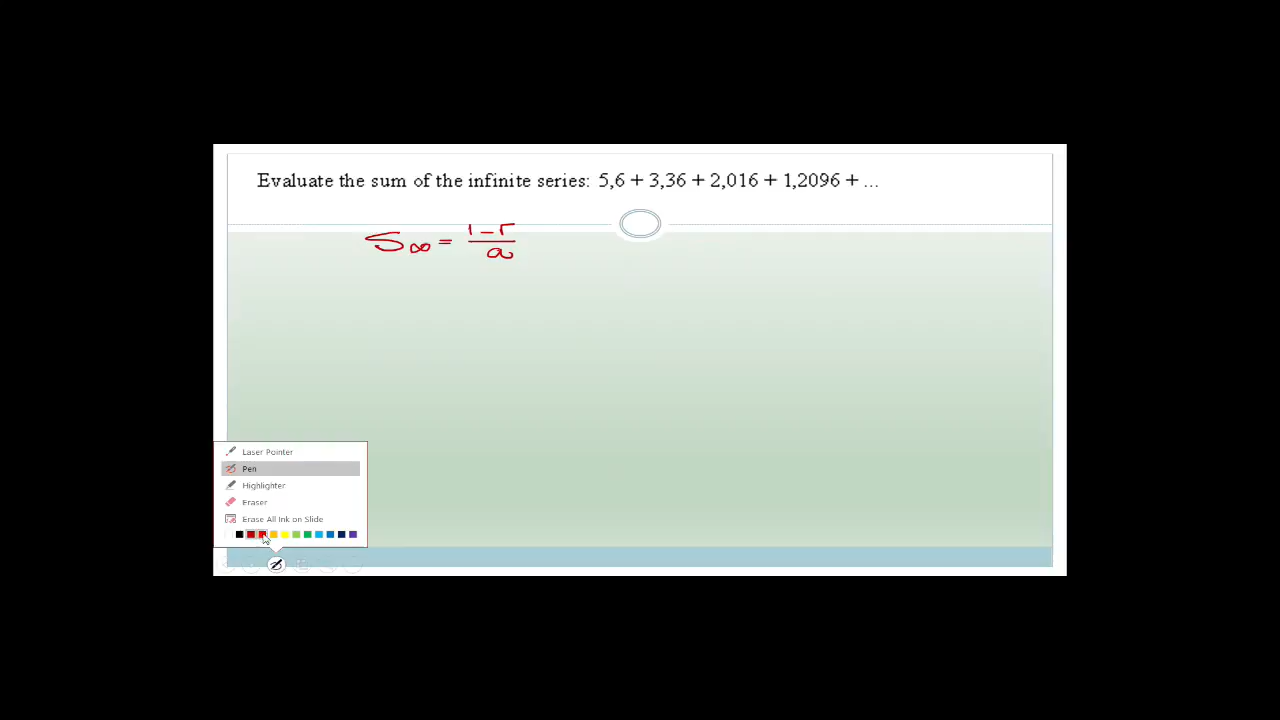 Evaluate the sum of the infinite series: 5,6 + 3,36 + 2,016 + 1,2096 + ...
S∞ = 1-r
a
Laser Pointer
Pen
Highlighter
Eraser
Erase All Ink on Slide